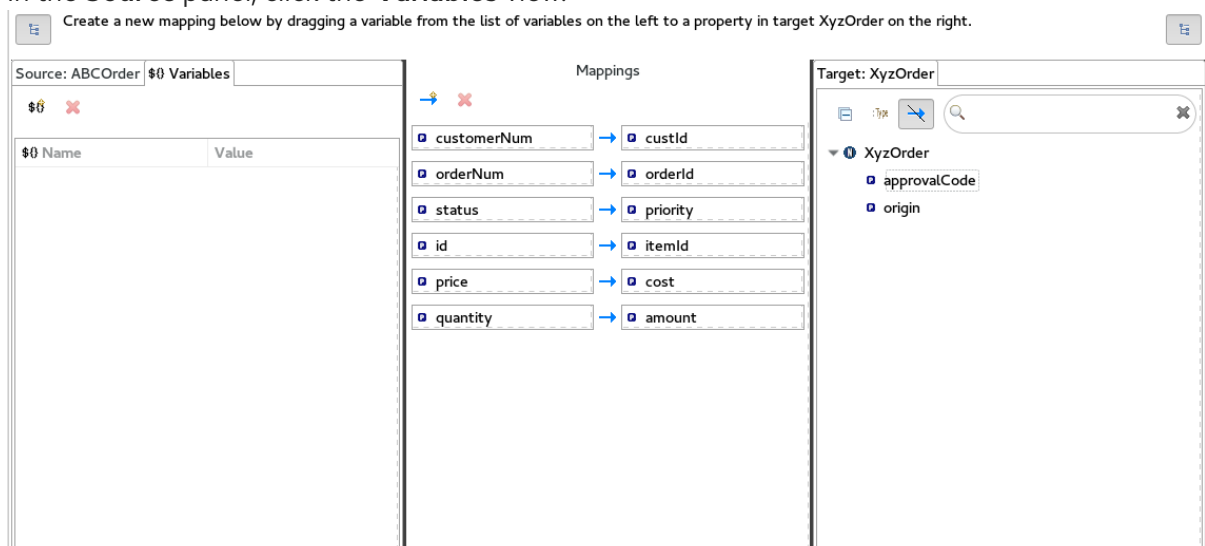 Create a new mapping below by dragging a variable from the list of variables on the left to a property in target XyzOrder on the right.
Source: ABCOrder
${} Variables
${}
${} Name Value
Mappings
customerNum → custId
orderNum → orderId
status → priority
id → itemId
price → cost
quantity → amount
Target: XyzOrder
:Type
XyzOrder
approvalCode
origin